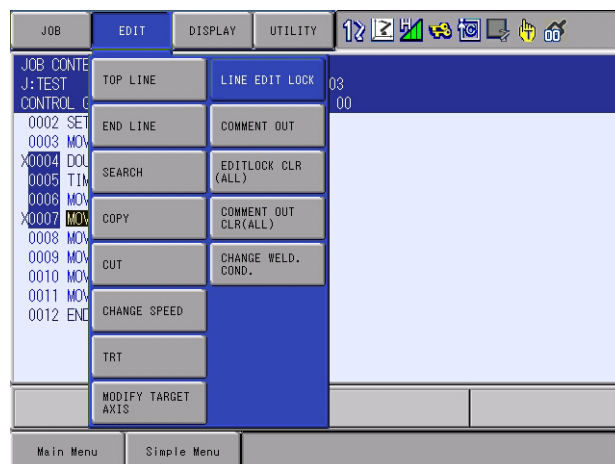 JOB EDIT DISPLAY UTILITY
JOB CONTE
J:TEST 03
CONTROL G 00
0002 SET
0003 MOV
X0004 DOU
0005 TIM
0006 MOV
X0007 MOV
0008 MOV
0009 MOV
0010 MOV
0011 MOV
0012 END
TOP LINE
END LINE
SEARCH
COPY
CUT
CHANGE SPEED
TRT
MODIFY TARGET
AXIS
LINE EDIT LOCK
COMMENT OUT
EDITLOCK CLR
(ALL)
COMMENT OUT
CLR(ALL)
CHANGE WELD.
COND.
Main Menu Simple Menu